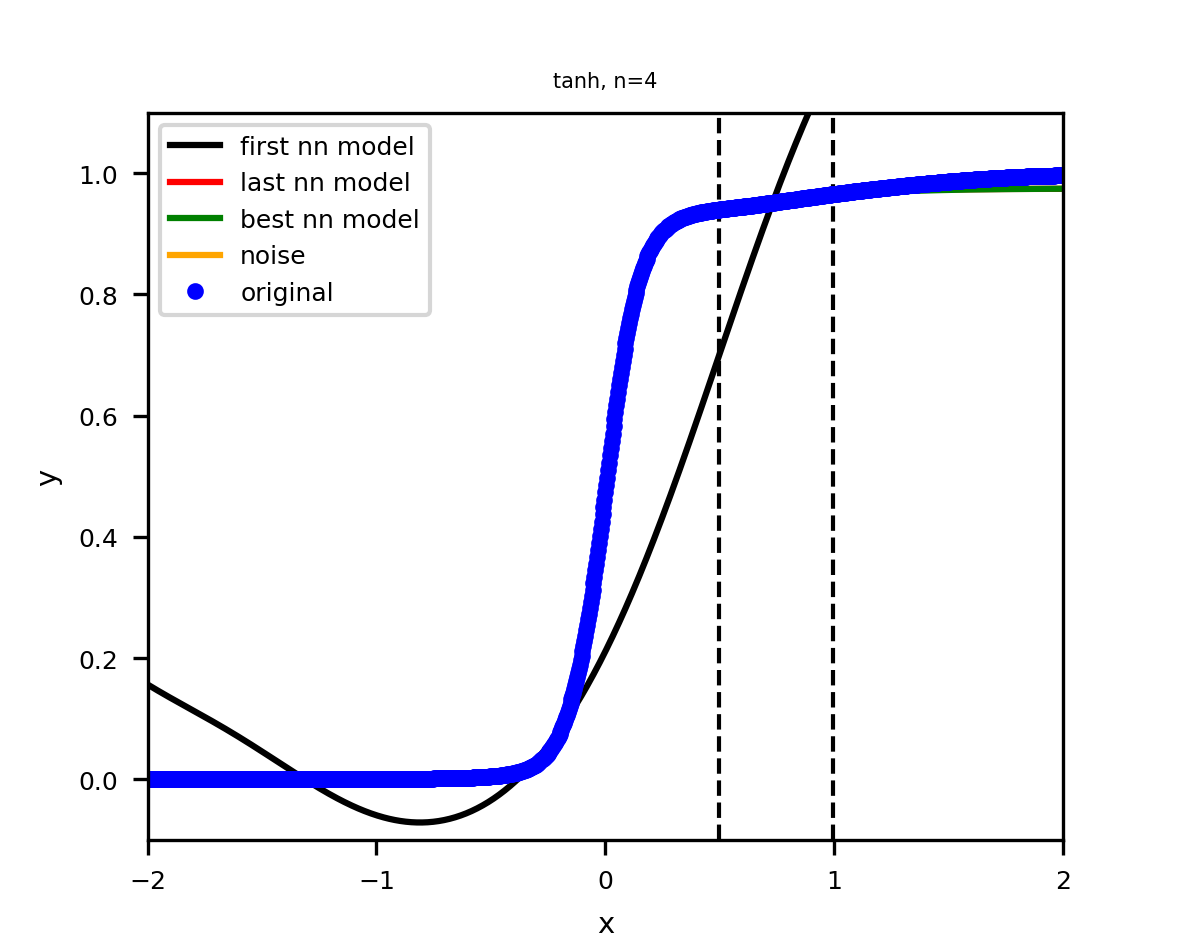 tanh, n=4
first nn model
last nn model
best nn model
noise
original
1.0
0.8
0.6
0.4
0.2
0.0
y
−2
−1
0
1
2
x